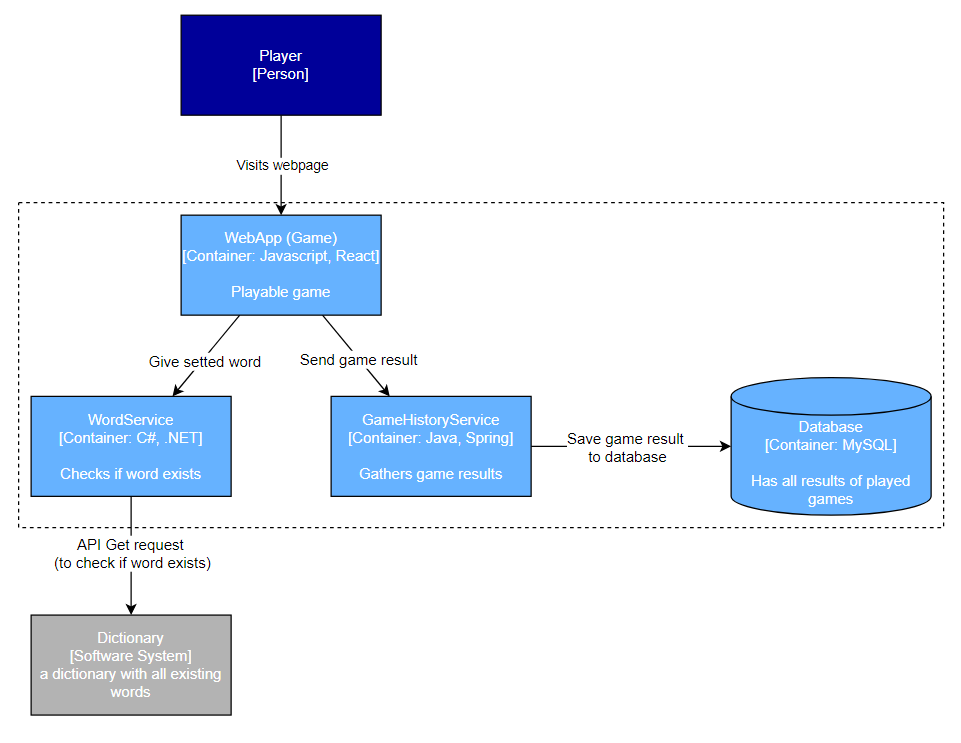 Player
[Person]
Visits webpage
WebApp (Game)
[Container: Javascript, React]
Playable game
Give setted word
Send game result
WordService
[Container: C#, .NET]
Checks if word exists
GameHistoryService
[Container: Java, Spring]
Gathers game results
Save game result
to database
Database
[Container: MySQL]
Has all results of played
games
API Get request
(to check if word exists)
Dictionary
[Software System]
a dictionary with all existing
words